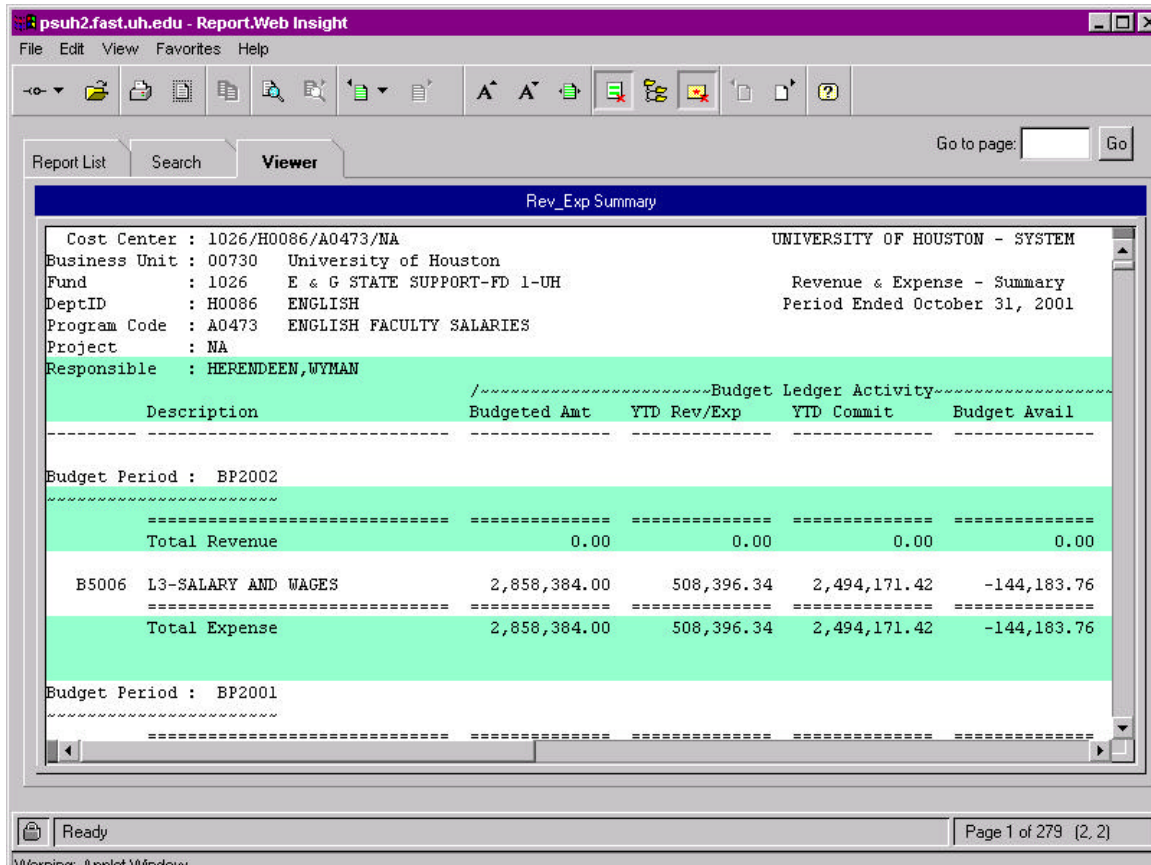 psuh2.fast.uh.edu - Report.Web Insight
File Edit View Favorites Help
Go to page: Go
Report List Search Viewer
Rev_Exp Summary
Cost Center : 1026/H0086/A0473/NA UNIVERSITY OF HOUSTON - SYSTEM
Business Unit : 00730 University of Houston
Fund : 1026 E & G STATE SUPPORT-FD 1-UH Revenue & Expense - Summary
DeptID : H0086 ENGLISH Period Ended October 31, 2001
Program Code : A0473 ENGLISH FACULTY SALARIES
Project : NA
Responsible : HERENDEEN,WYMAN
/~~~~~~~~~~~~~~~~~~~~~~~Budget Ledger Activity~~~~~~~~~~~~~~~~~~
Description Budgeted Amt YTD Rev/Exp YTD Commit Budget Avail
--------- ------------------------------ -------------- -------------- -------------- --------------
Budget Period : BP2002
~~~~~~~~~~~~~~~~~~~~~~~
============================== ============== ============== ============== ==============
Total Revenue 0.00 0.00 0.00 0.00
B5006 L3-SALARY AND WAGES 2,858,384.00 508,396.34 2,494,171.42 -144,183.76
============================== ============== ============== ============== ==============
Total Expense 2,858,384.00 508,396.34 2,494,171.42 -144,183.76
Budget Period : BP2001
~~~~~~~~~~~~~~~~~~~~~~~
============================== ============== ============== ============== ==============
Ready Page 1 of 279 (2, 2)
Warning: Applet Window